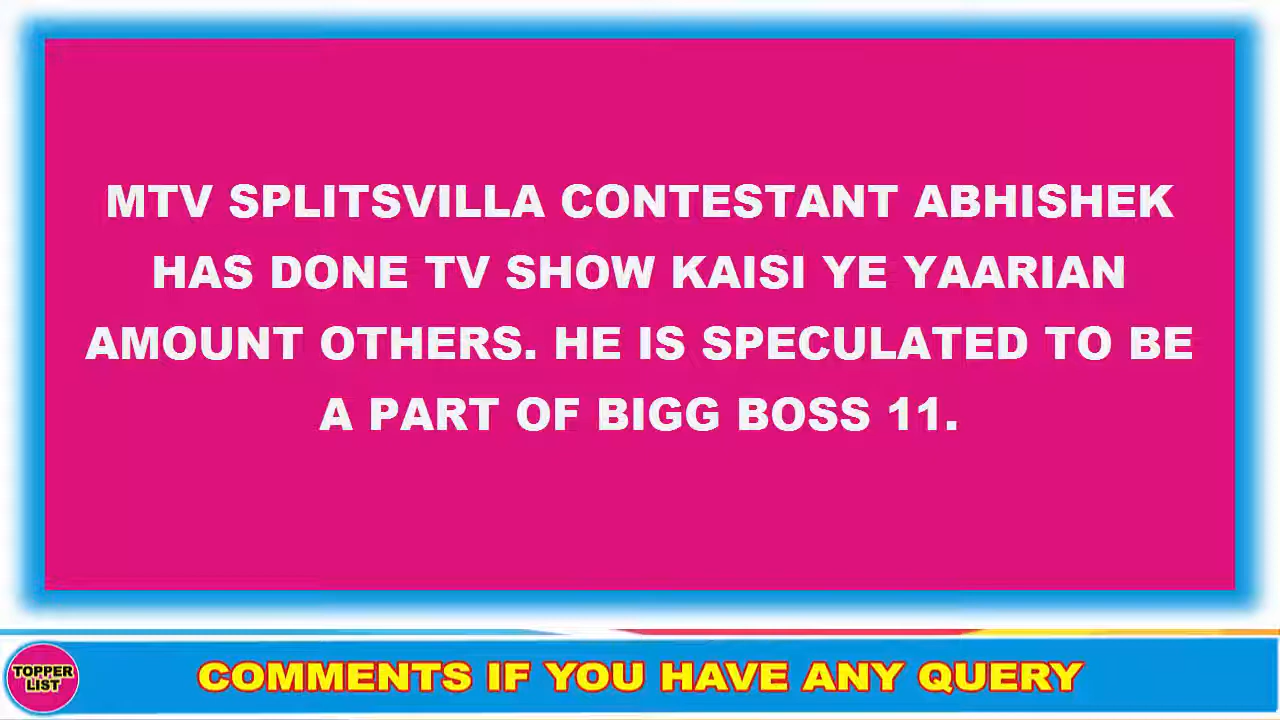 MTV SPLITSVILLA CONTESTANT ABHISHEK
HAS DONE TV SHOW KAISI YE YAARIAN
AMOUNT OTHERS. HE IS SPECULATED TO BE
A PART OF BIGG BOSS 11.
TOPPER
LIST
COMMENTS IF YOU HAVE ANY QUERY